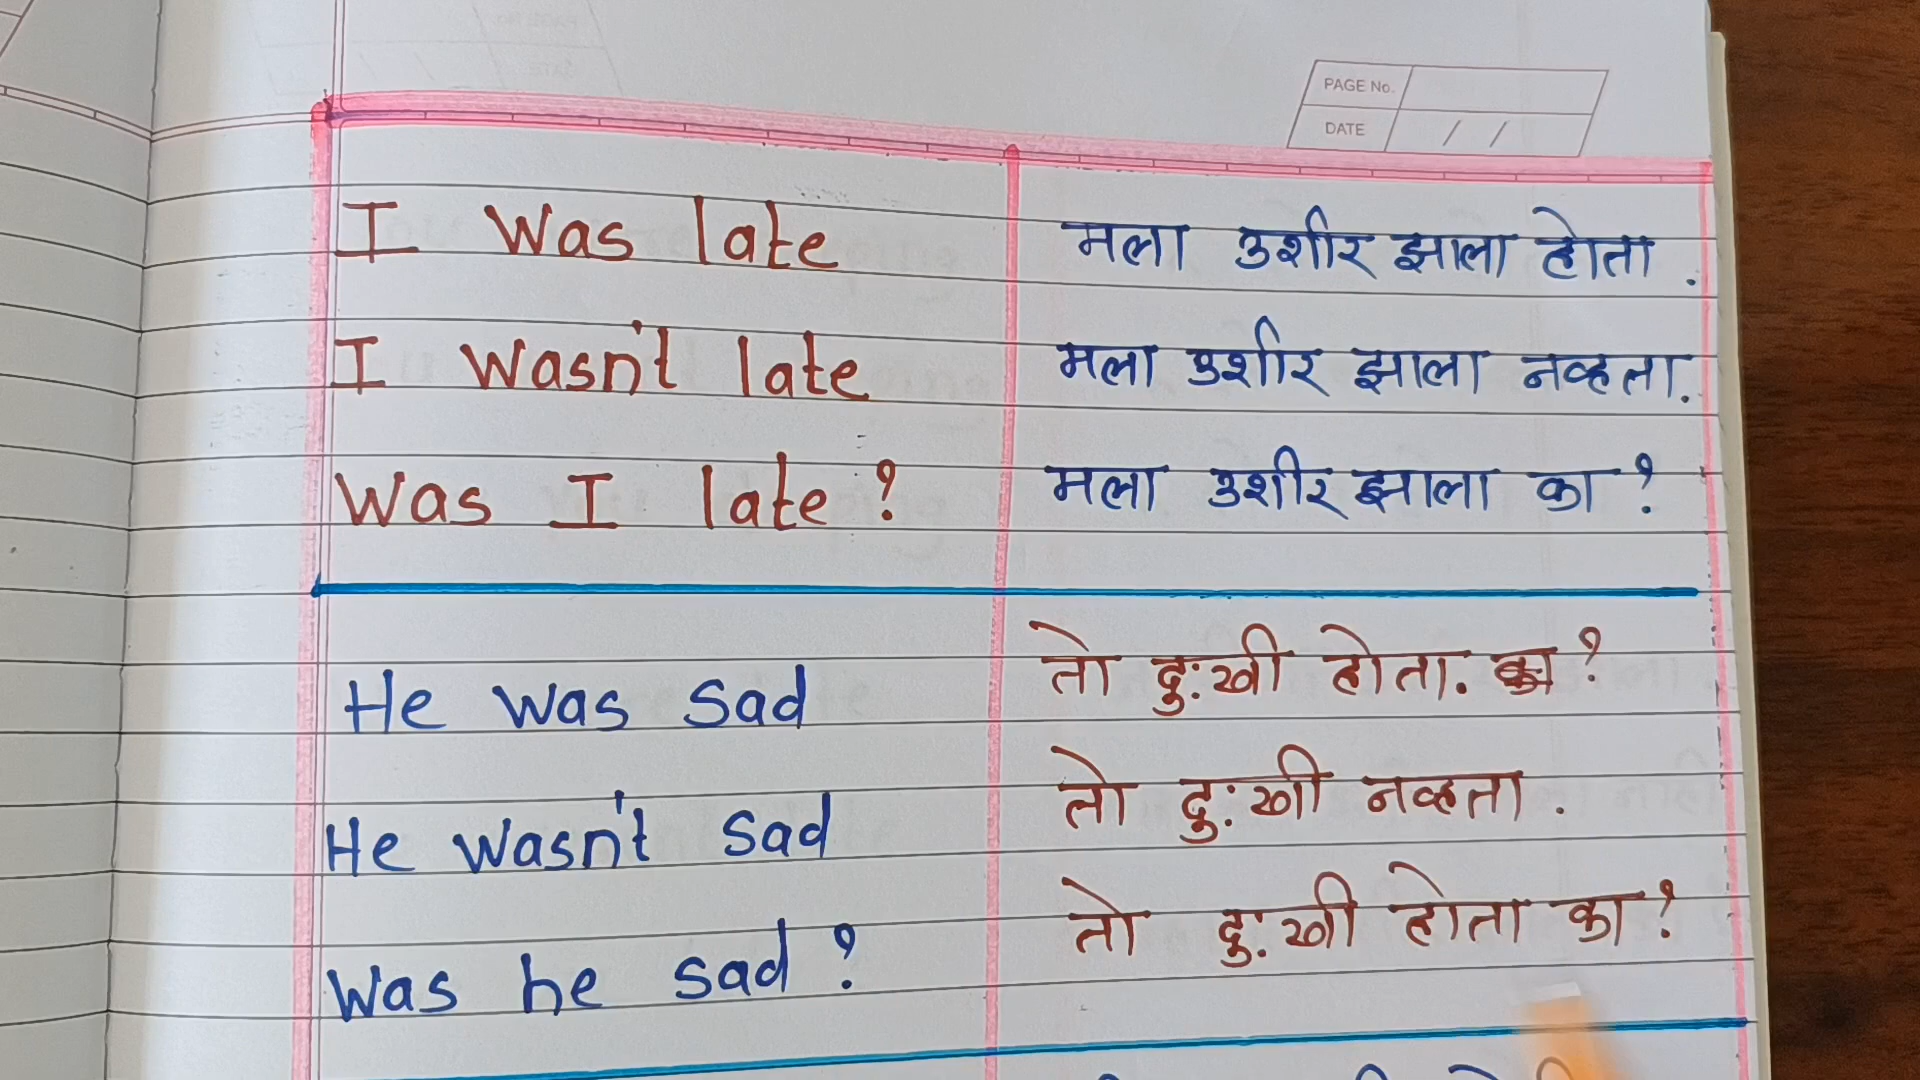 PAGE No.
DATE / /
I was late मला उशीर झाला होता.
I wasn't late मला उशीर झाला नव्हता.
Was I late? मला उशीर झाला का?
He was sad तो दु:खी होता. ?
He wasn't sad तो दु:खी नव्हता.
Was he sad? तो दु:खी होता का?